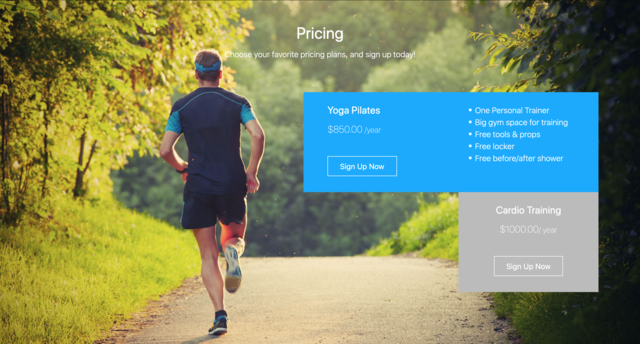 Pricing
Choose your favorite pricing plans, and sign up today!
Yoga Pilates
$850.00 /year
Sign Up Now
One Personal Trainer
Big gym space for training
Free tools & props
Free locker
Free before/after shower
Cardio Training
$1000.00/ year
Sign Up Now